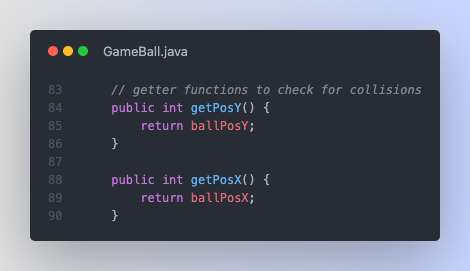 GameBall.java
83 // getter functions to check for collisions
84 public int getPosY() {
85 return ballPosY;
86 }
87
88 public int getPosX() {
89 return ballPosX;
90 }